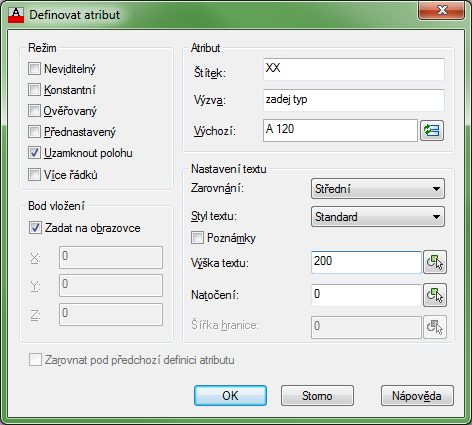 Definovat atribut
Režim
Neviditelný
Konstantní
Ověřovaný
Přednastavený
Uzamknout polohu
Více řádků
Bod vložení
Zadat na obrazovce
X: 0
Y: 0
Z: 0
Atribut
Štítek: XX
Výzva: zadej typ
Výchozí: A 120
Nastavení textu
Zarovnání: Střední
Styl textu: Standard
Poznámky
Výška textu: 200
Natočení: 0
Šířka hranice: 0
Zarovnat pod předchozí definici atributu
OK Storno Nápověda